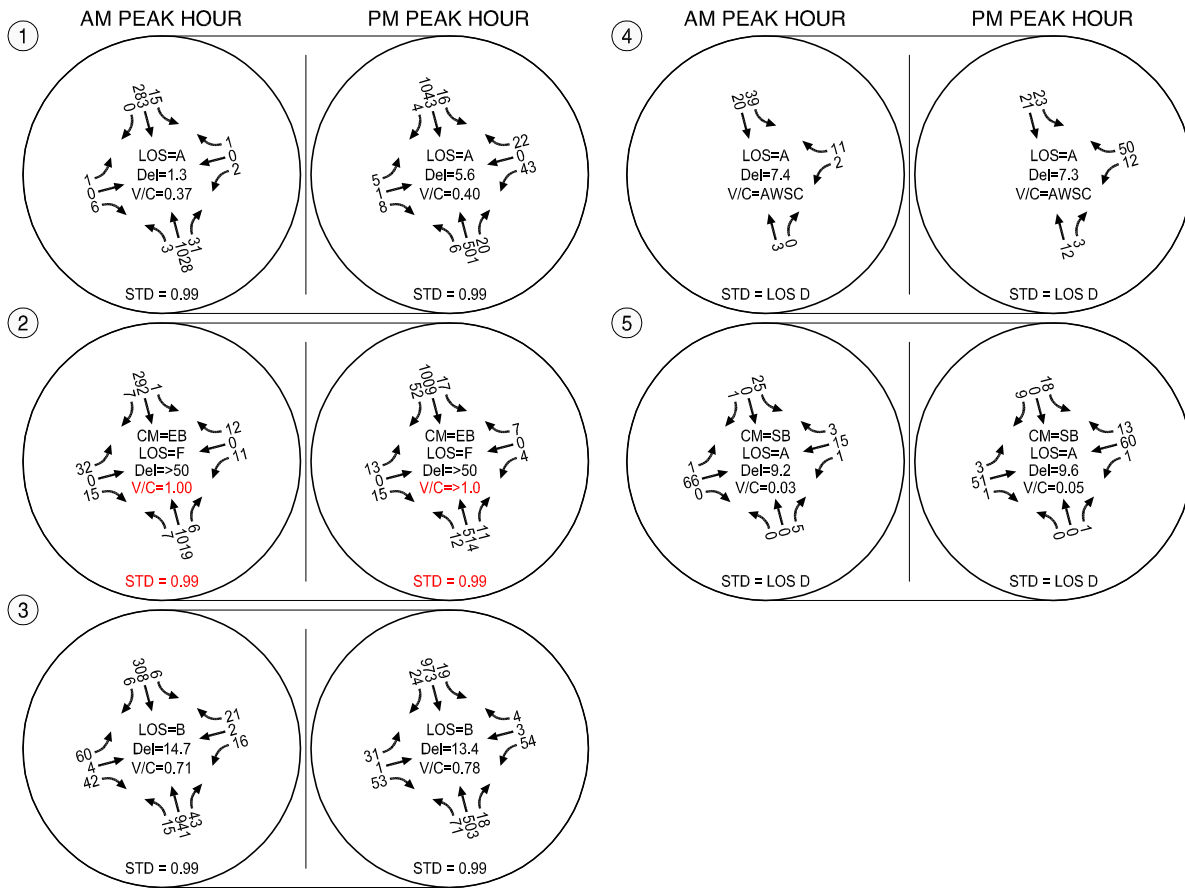 AM PEAK HOUR
PM PEAK HOUR
AM PEAK HOUR
PM PEAK HOUR
1
0
283
15
1
0
2
1
0
6
3
1028
31
LOS=A
Del=1.3
V/C=0.37
STD = 0.99
4
1043
16
22
0
43
5
1
8
6
501
20
LOS=A
Del=5.6
V/C=0.40
STD = 0.99
4
20
39
11
2
3
0
LOS=A
Del=7.4
V/C=AWSC
STD = LOS D
21
23
50
12
12
3
LOS=A
Del=7.3
V/C=AWSC
STD = LOS D
2
7
292
1
12
0
11
32
0
15
7
1019
6
CM=EB
LOS=F
Del=>50
V/C=1.00
STD = 0.99
52
1009
17
7
0
4
13
0
15
12
514
11
CM=EB
LOS=F
Del=>50
V/C=>1.0
STD = 0.99
5
1
0
25
3
15
1
1
66
0
0
0
5
CM=SB
LOS=A
Del=9.2
V/C=0.03
STD = LOS D
9
0
18
13
60
1
3
51
1
0
0
1
CM=SB
LOS=A
Del=9.6
V/C=0.05
STD = LOS D
3
6
308
6
21
2
16
60
4
42
15
941
43
LOS=B
Del=14.7
V/C=0.71
STD = 0.99
24
973
19
4
3
54
31
1
53
71
503
18
LOS=B
Del=13.4
V/C=0.78
STD = 0.99